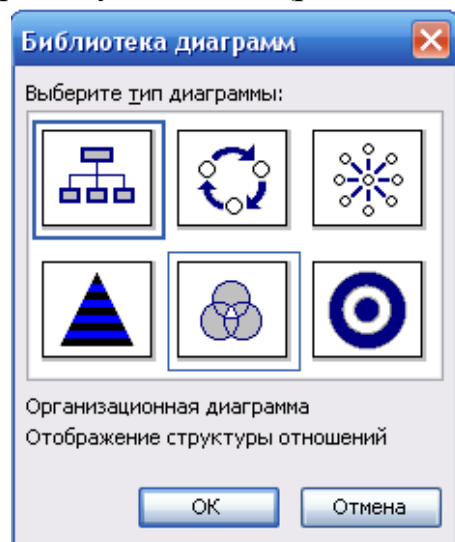 Библиотека диаграмм
Выберите тип диаграммы:
Организационная диаграмма
Отображение структуры отношений
ОК
Отмена